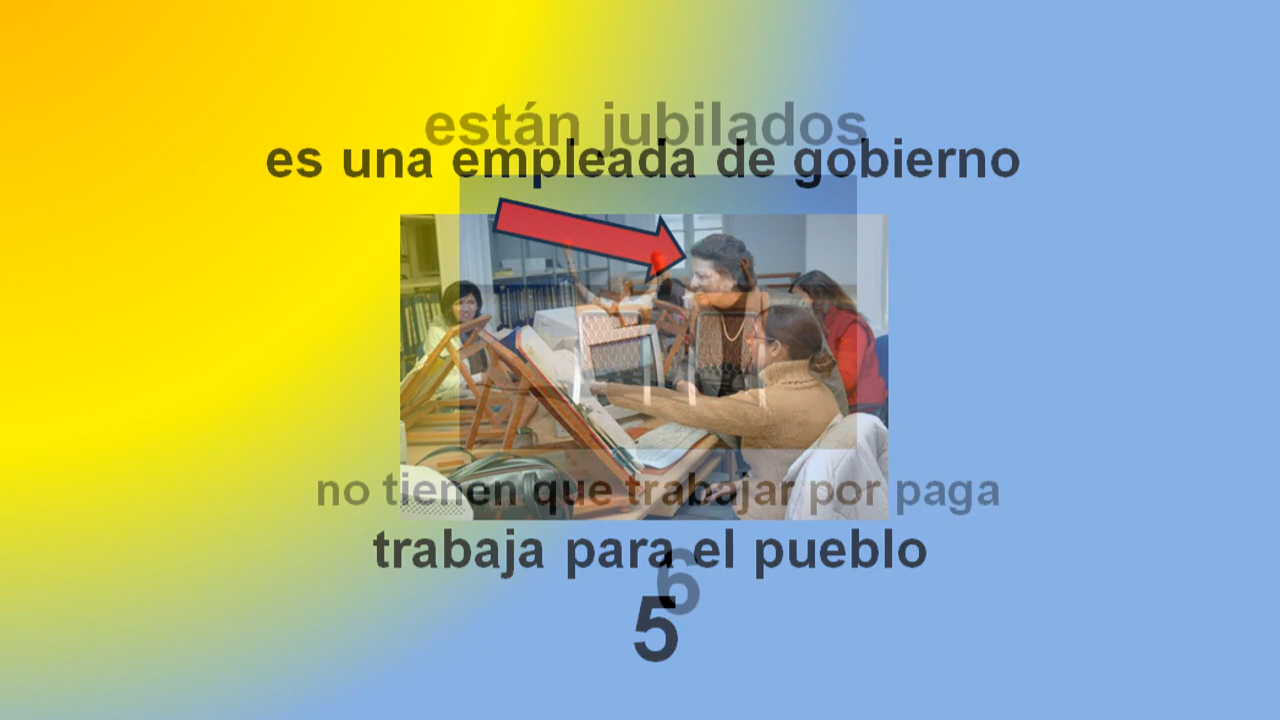 están jubilados
es una empleada de gobierno
no tienen que trabajar por paga
trabaja para el pueblo
6
5